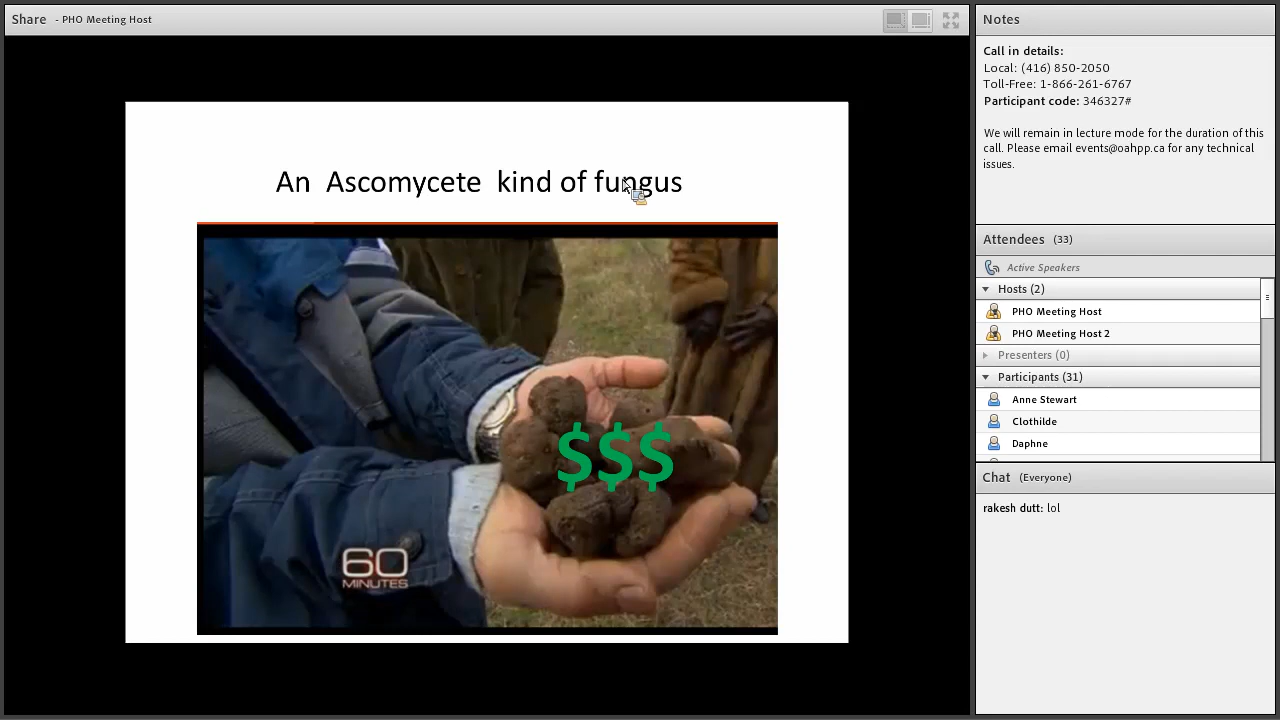 Share - PHO Meeting Host
An Ascomycete kind of fungus
$$$
60
MINUTES
Notes
Call in details:
Local: (416) 850-2050
Toll-Free: 1-866-261-6767
Participant code: 346327#
We will remain in lecture mode for the duration of this
call. Please email events@oahpp.ca for any technical
issues.
Attendees (33)
Active Speakers
Hosts (2)
PHO Meeting Host
PHO Meeting Host 2
Presenters (0)
Participants (31)
Anne Stewart
Clothilde
Daphne
Chat (Everyone)
rakesh dutt: lol